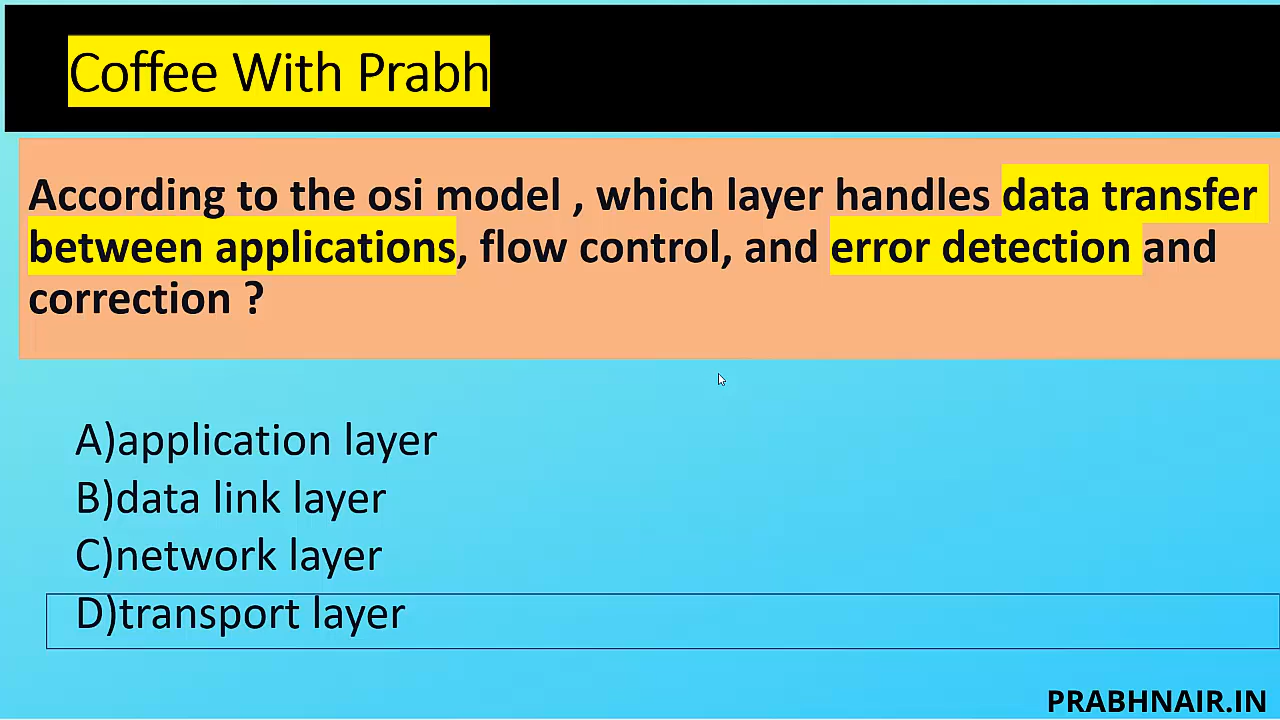 Coffee With Prabh
According to the osi model , which layer handles data transfer
between applications, flow control, and error detection and
correction ?
A)application layer
B)data link layer
C)network layer
D)transport layer
PRABHNAIR.IN